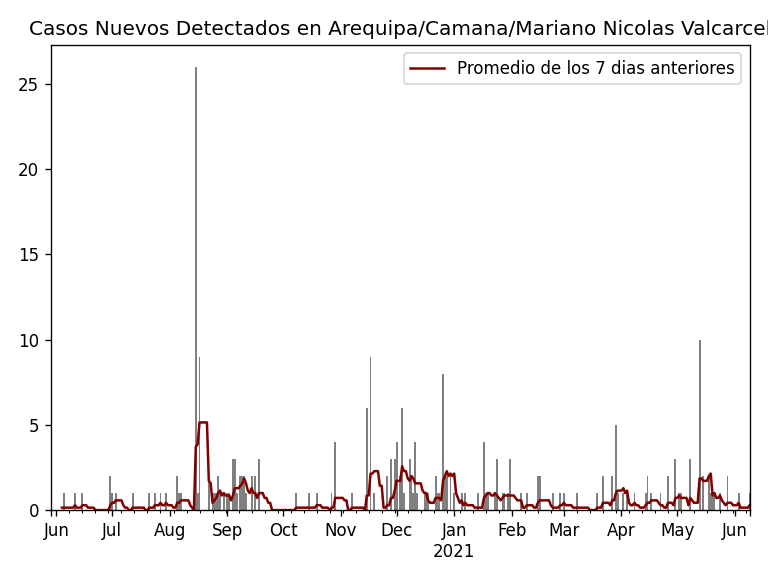 Casos Nuevos Detectados en Arequipa/Camana/Mariano Nicolas Valcarcel
Promedio de los 7 dias anteriores
25
20
15
10
5
0
Jun Jul Aug Sep Oct Nov Dec Jan Feb Mar Apr May Jun
2021